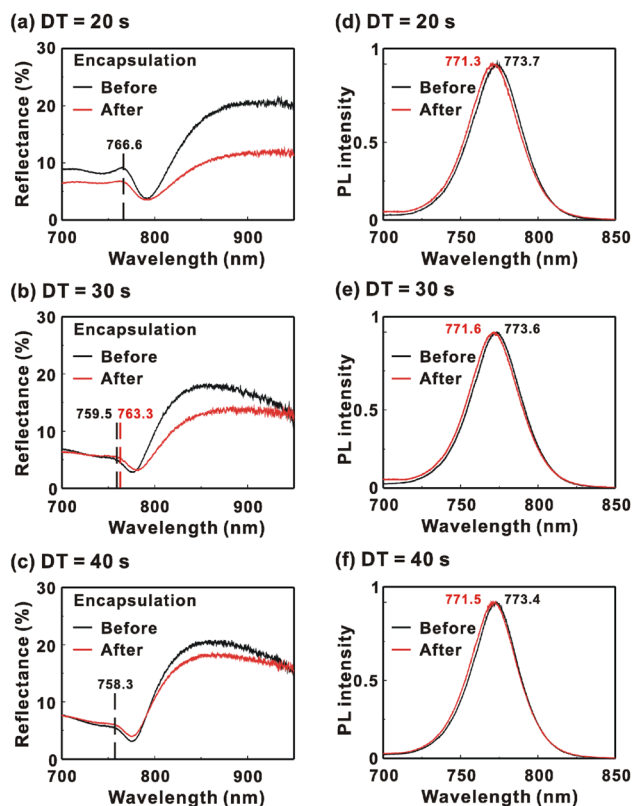 (a) DT = 20 s
Reflectance (%)
30
20
10
0
Encapsulation
Before
After
766.6
700 800 900
Wavelength (nm)
(d) DT = 20 s
PL intensity
1
0.5
0
771.3 773.7
Before
After
700 750 800 850
Wavelength (nm)
(b) DT = 30 s
Reflectance (%)
30
20
10
0
Encapsulation
Before
After
759.5 763.3
700 800 900
Wavelength (nm)
(e) DT = 30 s
PL intensity
1
0.5
0
771.6 773.6
Before
After
700 750 800 850
Wavelength (nm)
(c) DT = 40 s
Reflectance (%)
30
20
10
0
Encapsulation
Before
After
758.3
700 800 900
Wavelength (nm)
(f) DT = 40 s
PL intensity
1
0.5
0
771.5 773.4
Before
After
700 750 800 850
Wavelength (nm)